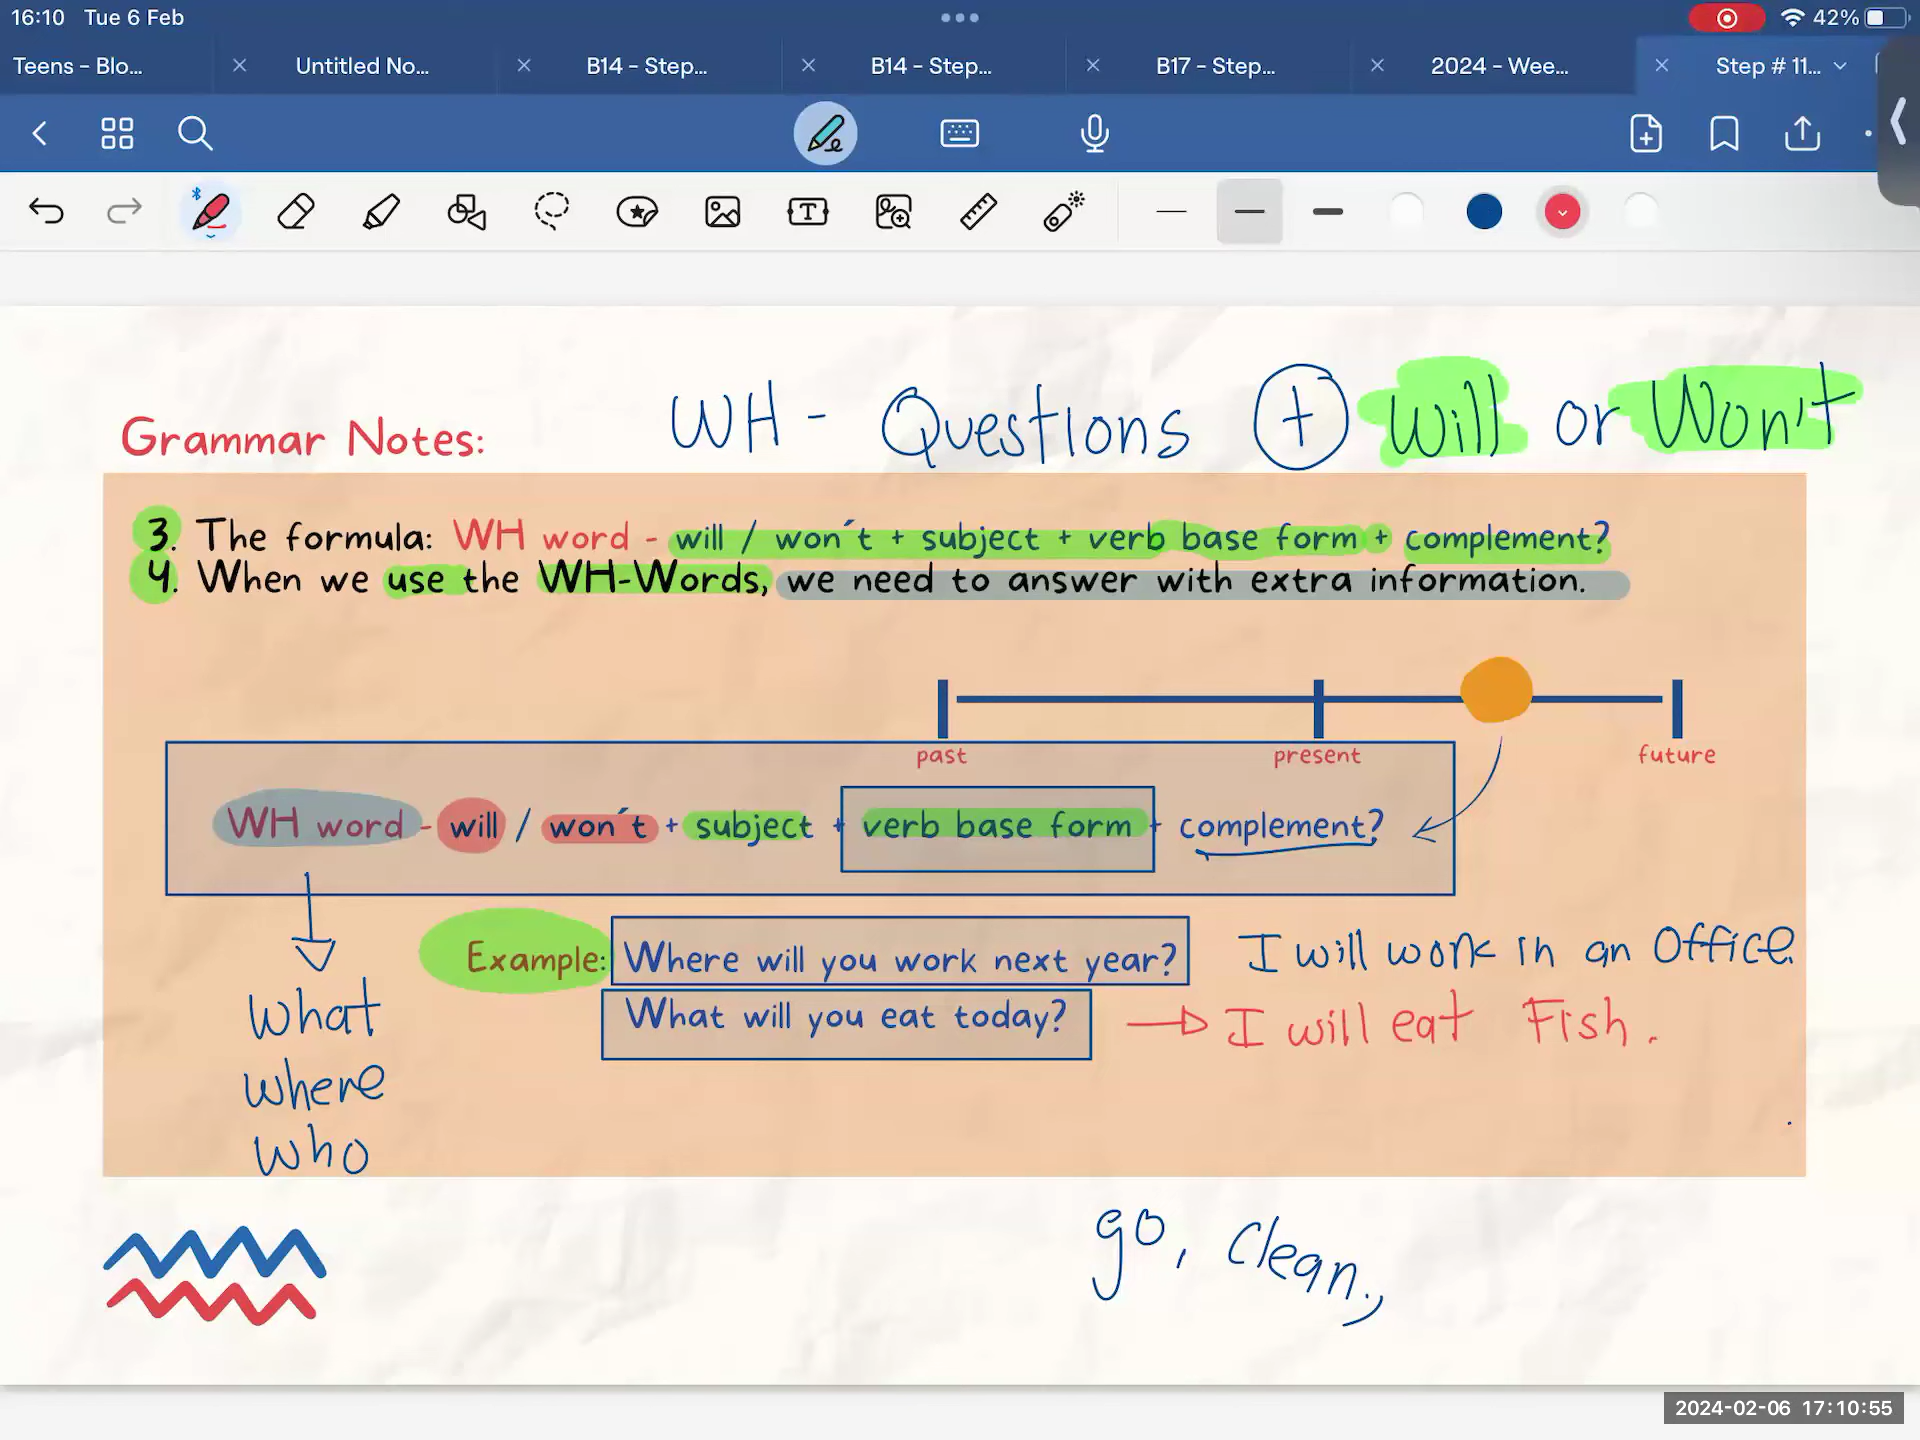 16:10 Tue 6 Feb
42%
Teens - Blo... Untitled No... B14 - Step... B14 - Step... B17 - Step... 2024 - Wee... Step # 11...
Grammar Notes: WH - Questions + Will or Won't
3. The formula: WH word - will / won´t + subject + verb base form + complement?
4. When we use the WH-Words, we need to answer with extra information.
past present future
WH word - will / won´t + subject + verb base form + complement?
Example: Where will you work next year? I will work in an Office.
What will you eat today? I will eat Fish.
What
Where
Who
go, Clean.,
2024-02-06 17:10:55